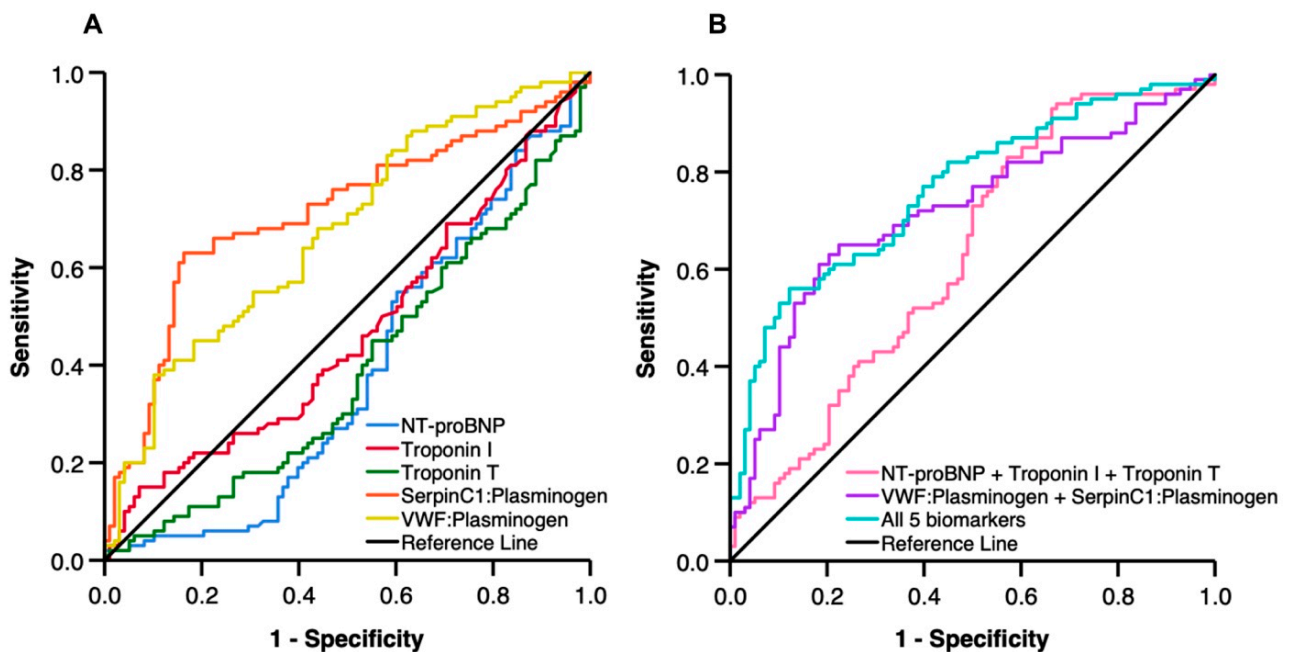 A
B
Sensitivity
1.0
0.8
0.6
0.4
0.2
0.0
NT-proBNP
Troponin I
Troponin T
SerpinC1:Plasminogen
VWF:Plasminogen
Reference Line
0.0 0.2 0.4 0.6 0.8 1.0
1 - Specificity
Sensitivity
1.0
0.8
0.6
0.4
0.2
0.0
NT-proBNP + Troponin I + Troponin T
VWF:Plasminogen + SerpinC1:Plasminogen
All 5 biomarkers
Reference Line
0.0 0.2 0.4 0.6 0.8 1.0
1 - Specificity